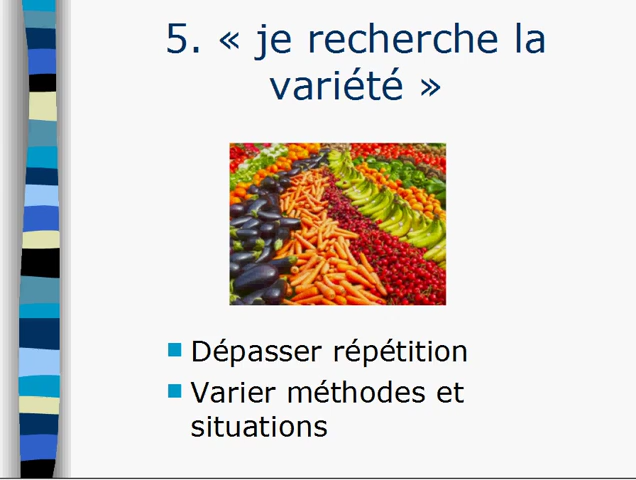 5. « je recherche la
variété »
Dépasser répétition
Varier méthodes et
situations